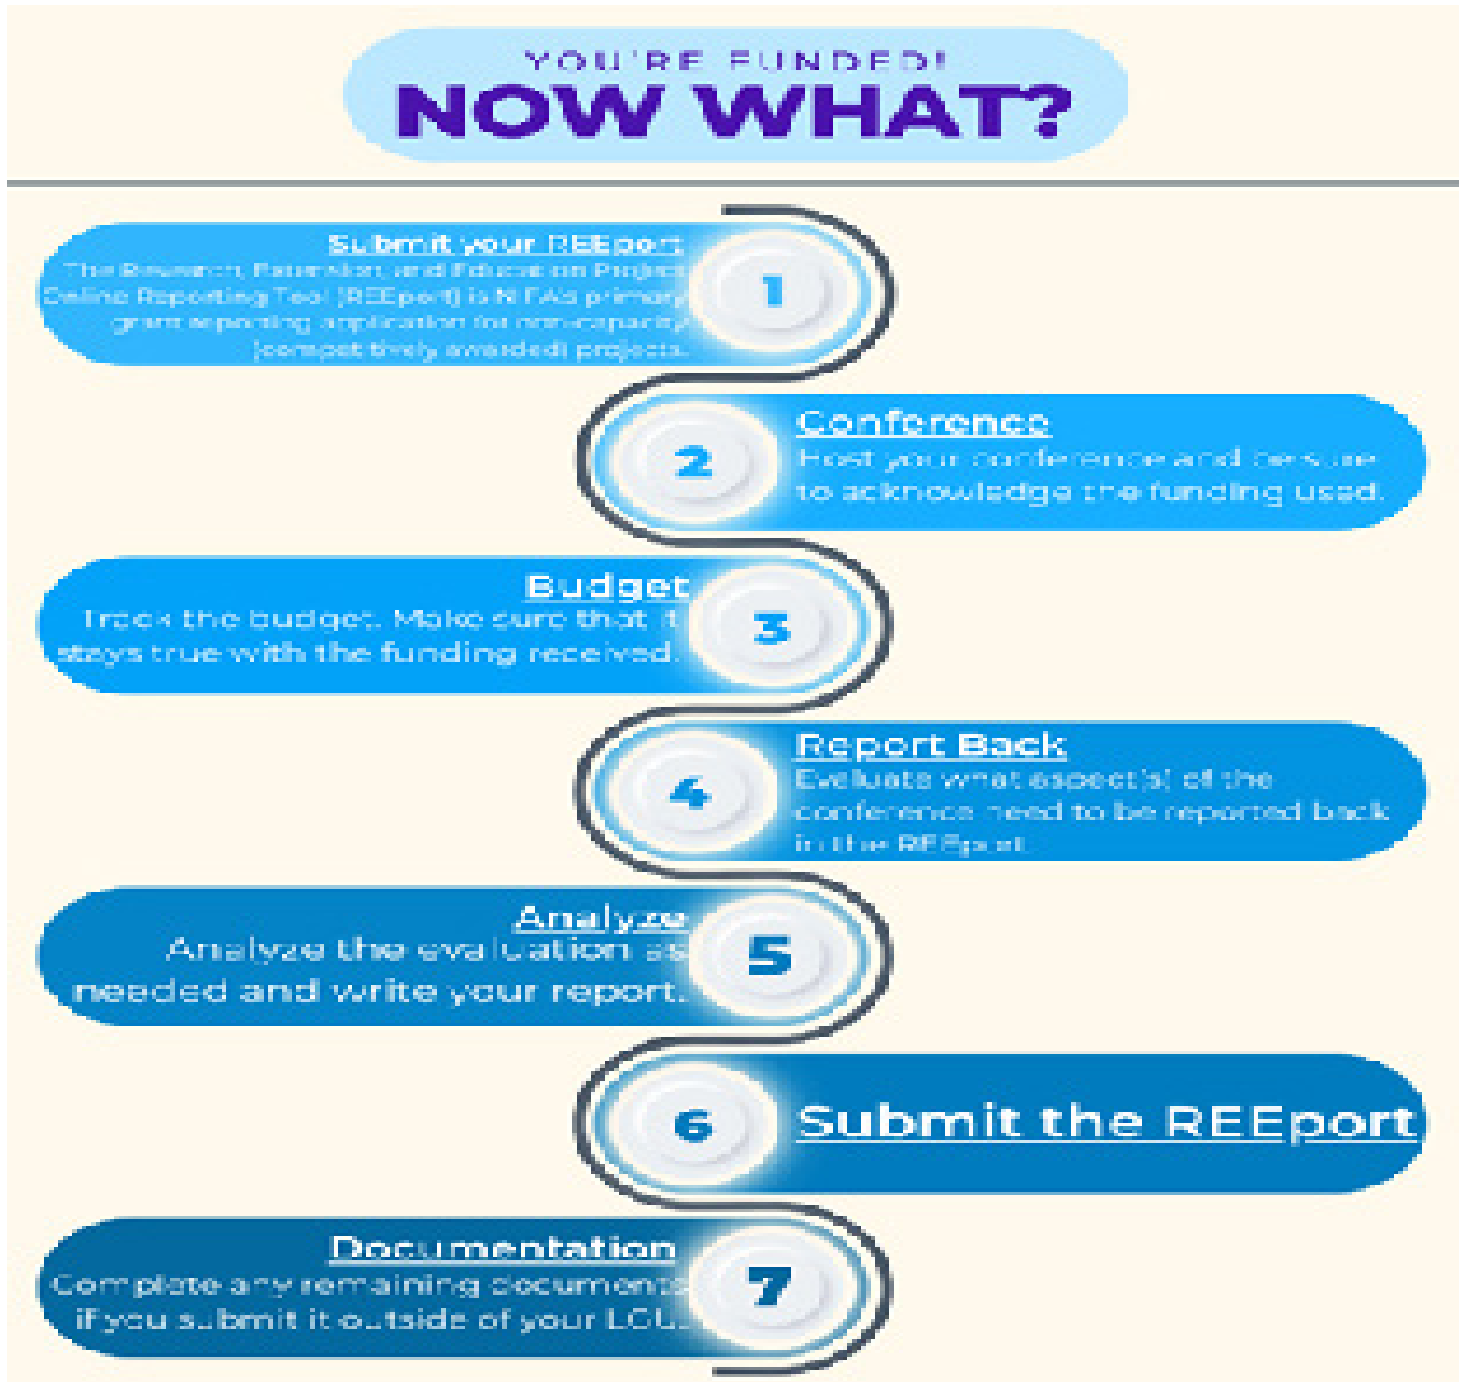 YOU'RE FUNDED!
NOW WHAT?
Submit your REEport
The Research, Extension, and Education Project
Online Reporting Tool (REEport) is NIFA's primary
grant reporting application for non-capacity
(competitively awarded) projects.
1
2
Conference
Host your conference and be sure
to acknowledge the funding used.
Budget
Track the budget. Make sure that it
stays true with the funding received.
3
4
Report Back
Evaluate what aspect(s) of the
conference need to be reported back
in the REEport.
Analyze
Analyze the evaluation as
needed and write your report.
5
6
Submit the REEport
Documentation
Complete any remaining documents
if you submit it outside of your LGU.
7